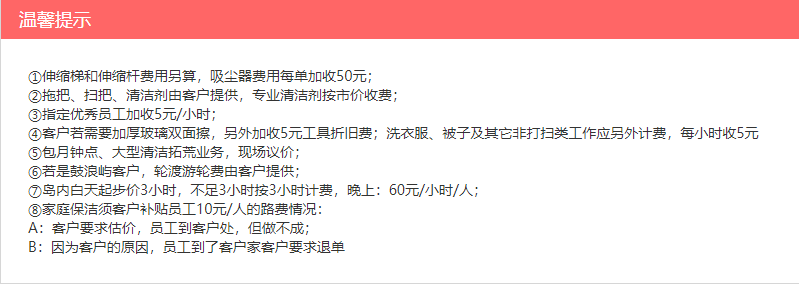 温馨提示
①伸缩梯和伸缩杆费用另算，吸尘器费用每单加收50元；
②拖把、扫把、清洁剂由客户提供，专业清洁剂按市价收费；
③指定优秀员工加收5元/小时；
④客户若需要加厚玻璃双面擦，另外加收5元工具折旧费；洗衣服、被子及其它非打扫类工作应另外计费，每小时收5元
⑤包月钟点、大型清洁拓荒业务，现场议价；
⑥若是鼓浪屿客户，轮渡游轮费由客户提供；
⑦岛内白天起步价3小时，不足3小时按3小时计费，晚上：60元/小时/人；
⑧家庭保洁须客户补贴员工10元/人的路费情况：
A：客户要求估价，员工到客户处，但做不成；
B：因为客户的原因，员工到了客户家客户要求退单